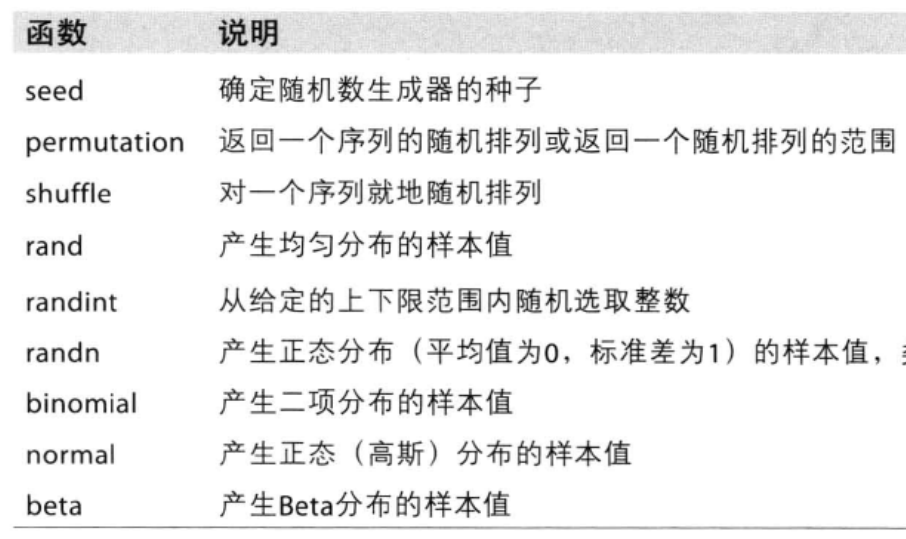 函数 说明
seed 确定随机数生成器的种子
permutation 返回一个序列的随机排列或返回一个随机排列的范围
shuffle 对一个序列就地随机排列
rand 产生均匀分布的样本值
randint 从给定的上下限范围内随机选取整数
randn 产生正态分布（平均值为0，标准差为1）的样本值，
binomial 产生二项分布的样本值
normal 产生正态（高斯）分布的样本值
beta 产生Beta分布的样本值